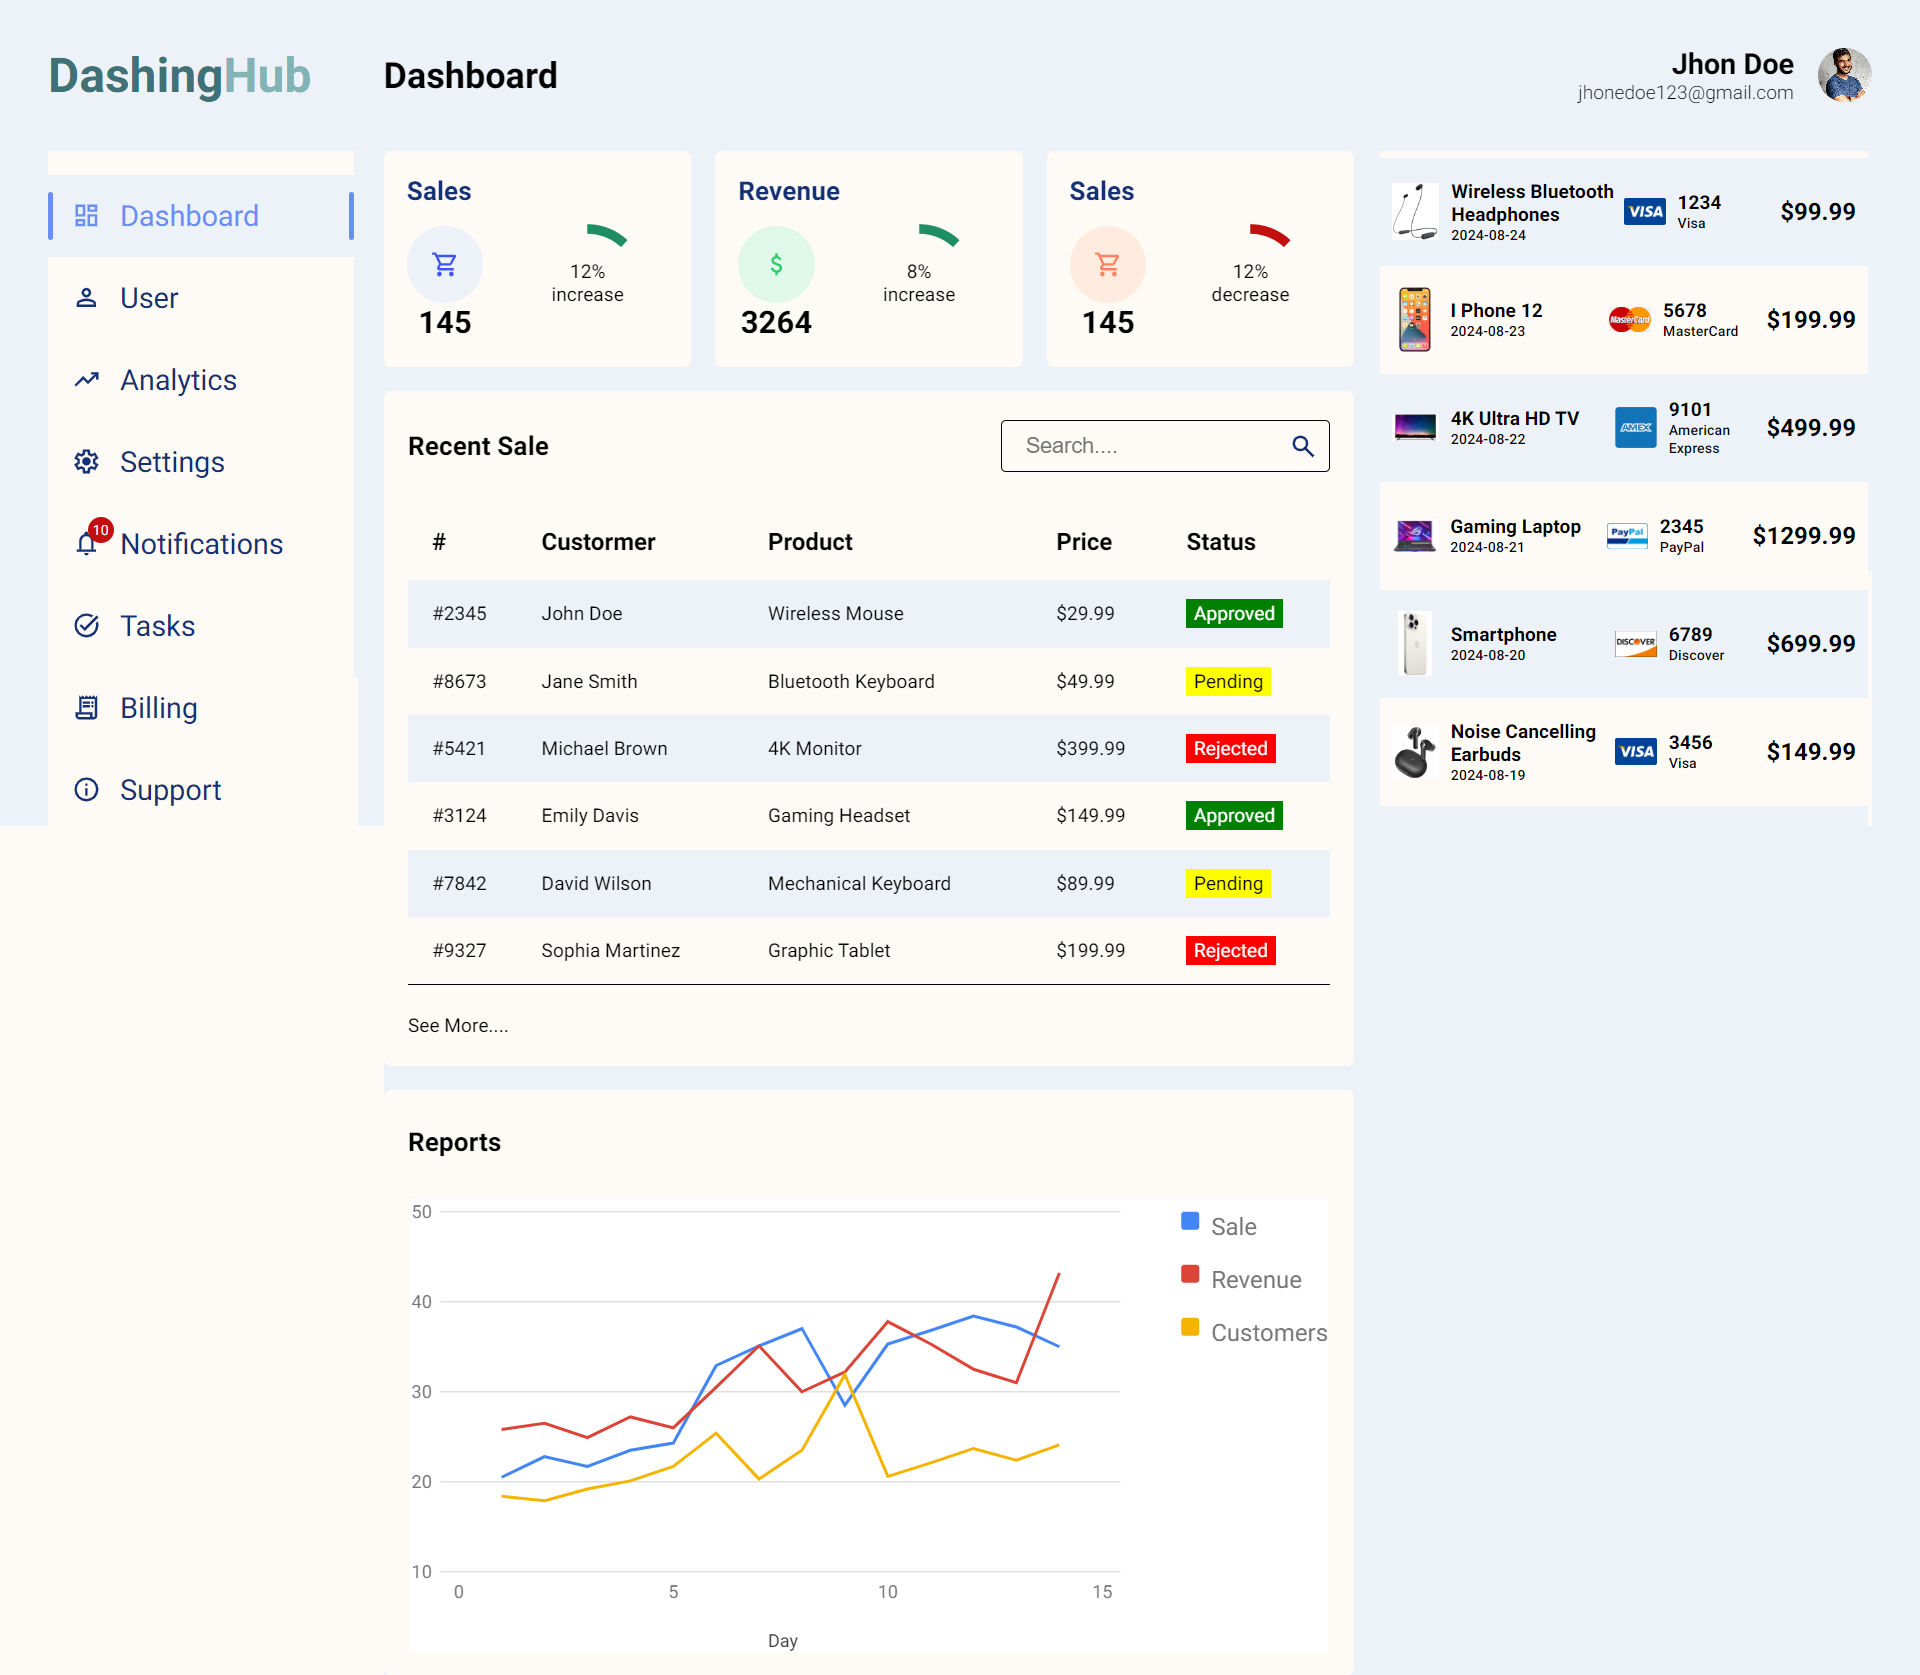 DashingHub
Dashboard
Jhon Doe
jhonedoe123@gmail.com
Dashboard
User
Analytics
Settings
10
Notifications
Tasks
Billing
Support
Sales
12%
increase
145
Revenue
$
8%
increase
3264
Sales
12%
decrease
145
Recent Sale
Search....
# Custormer Product Price Status
#2345 John Doe Wireless Mouse $29.99 Approved
#8673 Jane Smith Bluetooth Keyboard $49.99 Pending
#5421 Michael Brown 4K Monitor $399.99 Rejected
#3124 Emily Davis Gaming Headset $149.99 Approved
#7842 David Wilson Mechanical Keyboard $89.99 Pending
#9327 Sophia Martinez Graphic Tablet $199.99 Rejected
See More....
Reports
50
40
30
20
10
0 5 10 15
Day
Sale
Revenue
Customers
Wireless Bluetooth
Headphones
2024-08-24
VISA
1234
Visa
$99.99
I Phone 12
2024-08-23
MasterCard
5678
MasterCard
$199.99
4K Ultra HD TV
2024-08-22
AMEX
9101
American
Express
$499.99
Gaming Laptop
2024-08-21
PayPal
2345
PayPal
$1299.99
Smartphone
2024-08-20
DISCOVER
6789
Discover
$699.99
Noise Cancelling
Earbuds
2024-08-19
VISA
3456
Visa
$149.99